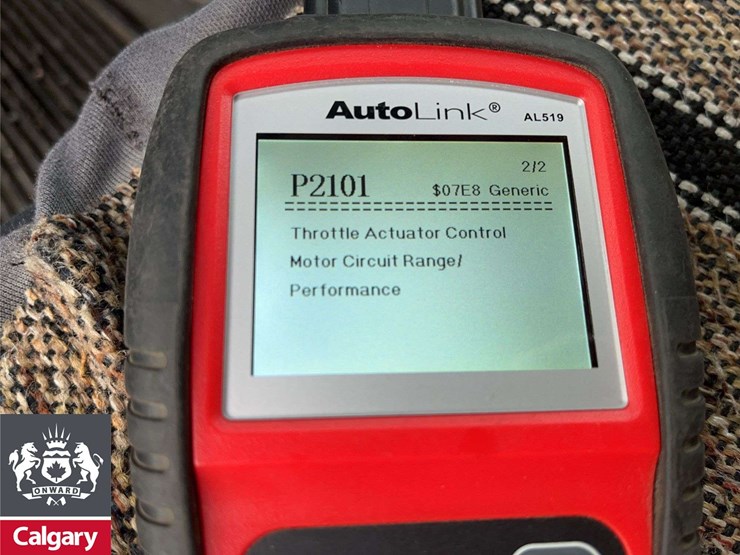 AutoLink® AL519
2/2
P2101 $07E8 Generic
Throttle Actuator Control
Motor Circuit Range/
Performance
ONWARD
Calgary